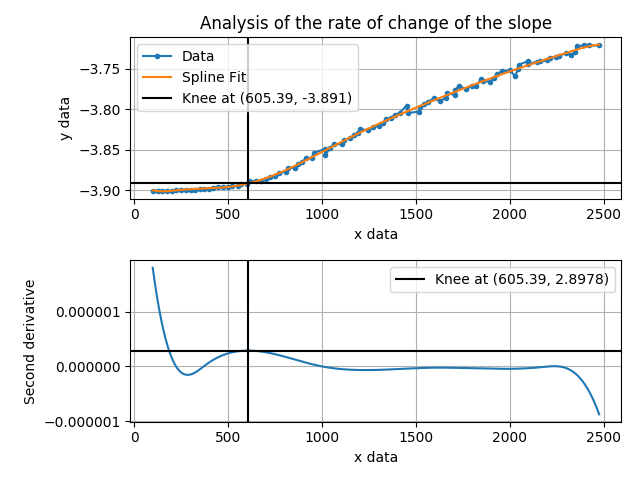 Analysis of the rate of change of the slope
Data
Spline Fit
Knee at (605.39, -3.891)
y data
−3.75
−3.80
−3.85
−3.90
0 500 1000 1500 2000 2500
x data
Knee at (605.39, 2.8978)
Second derivative
0.000001
0.000000
−0.000001
0 500 1000 1500 2000 2500
x data